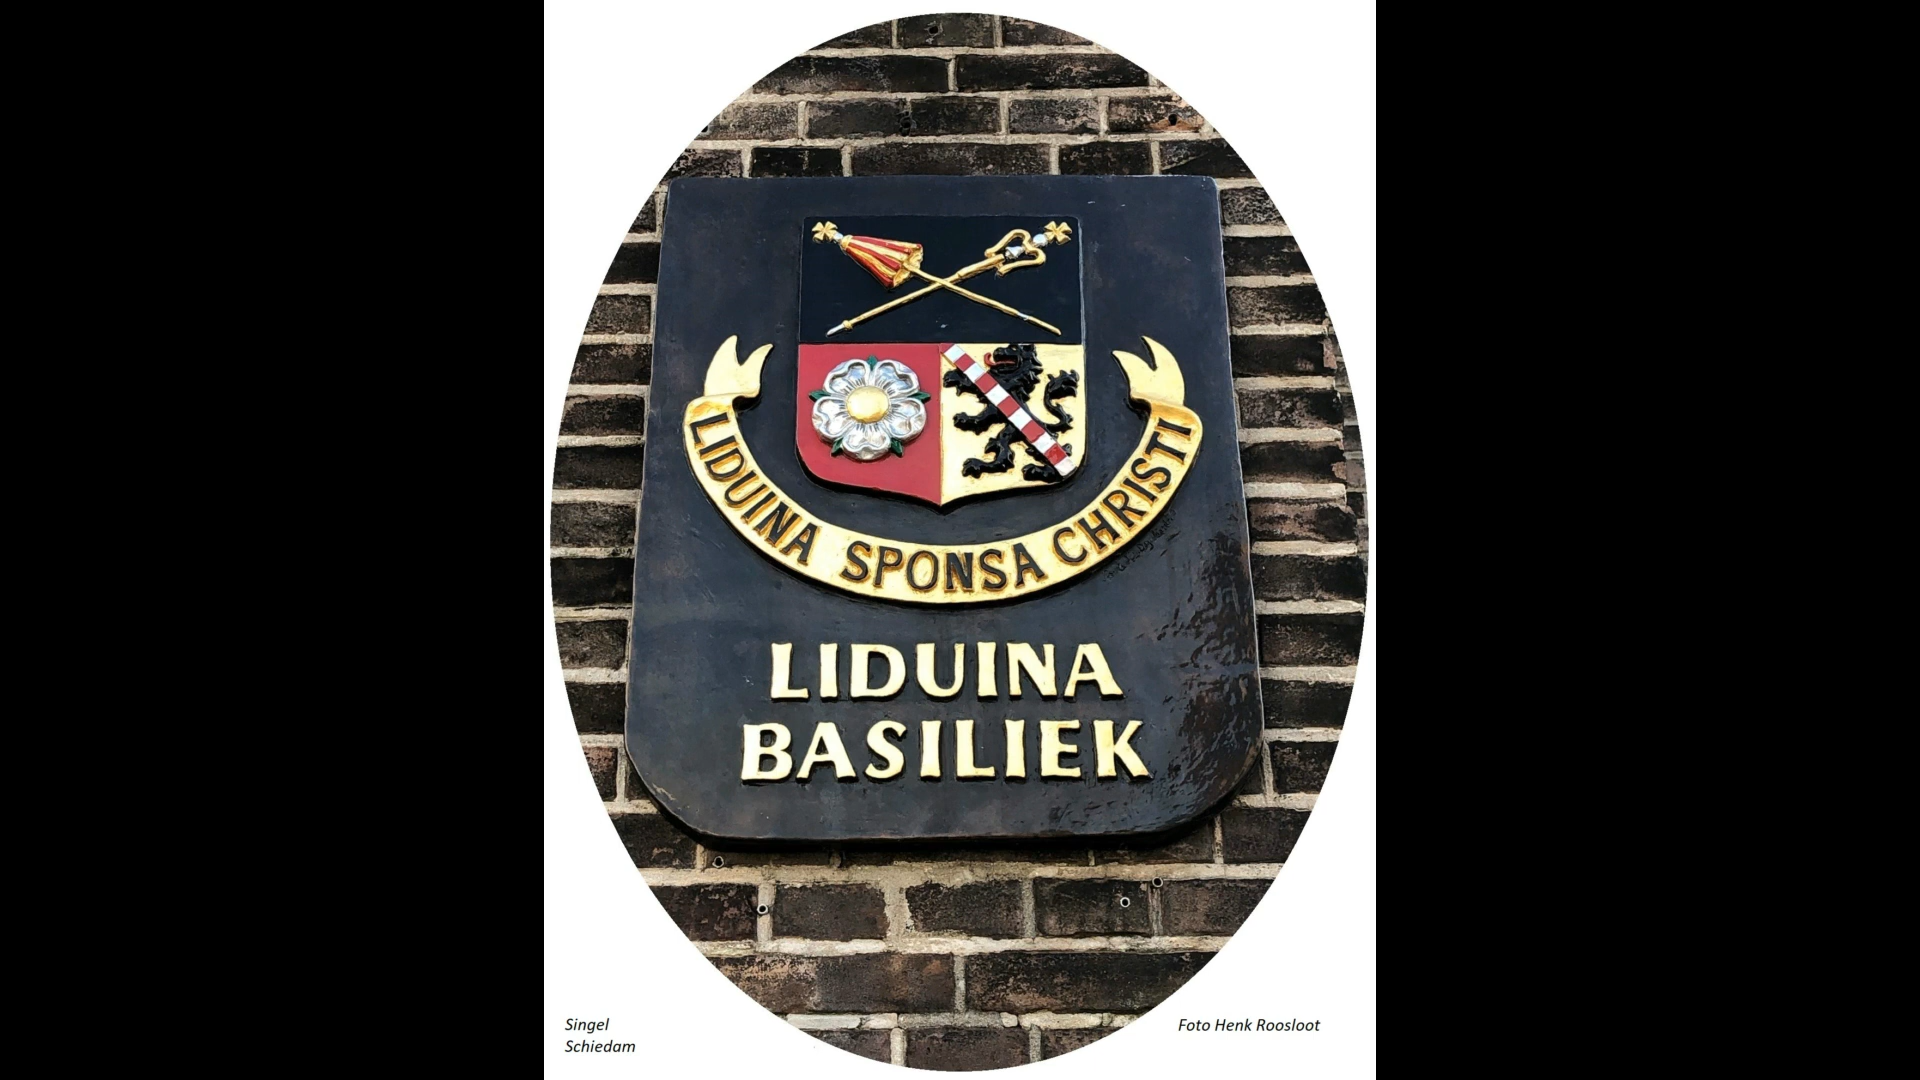 LIDUINA SPONSA CHRISTI
LIDUINA
BASILIEK
Singel
Schiedam
Foto Henk Roosloot